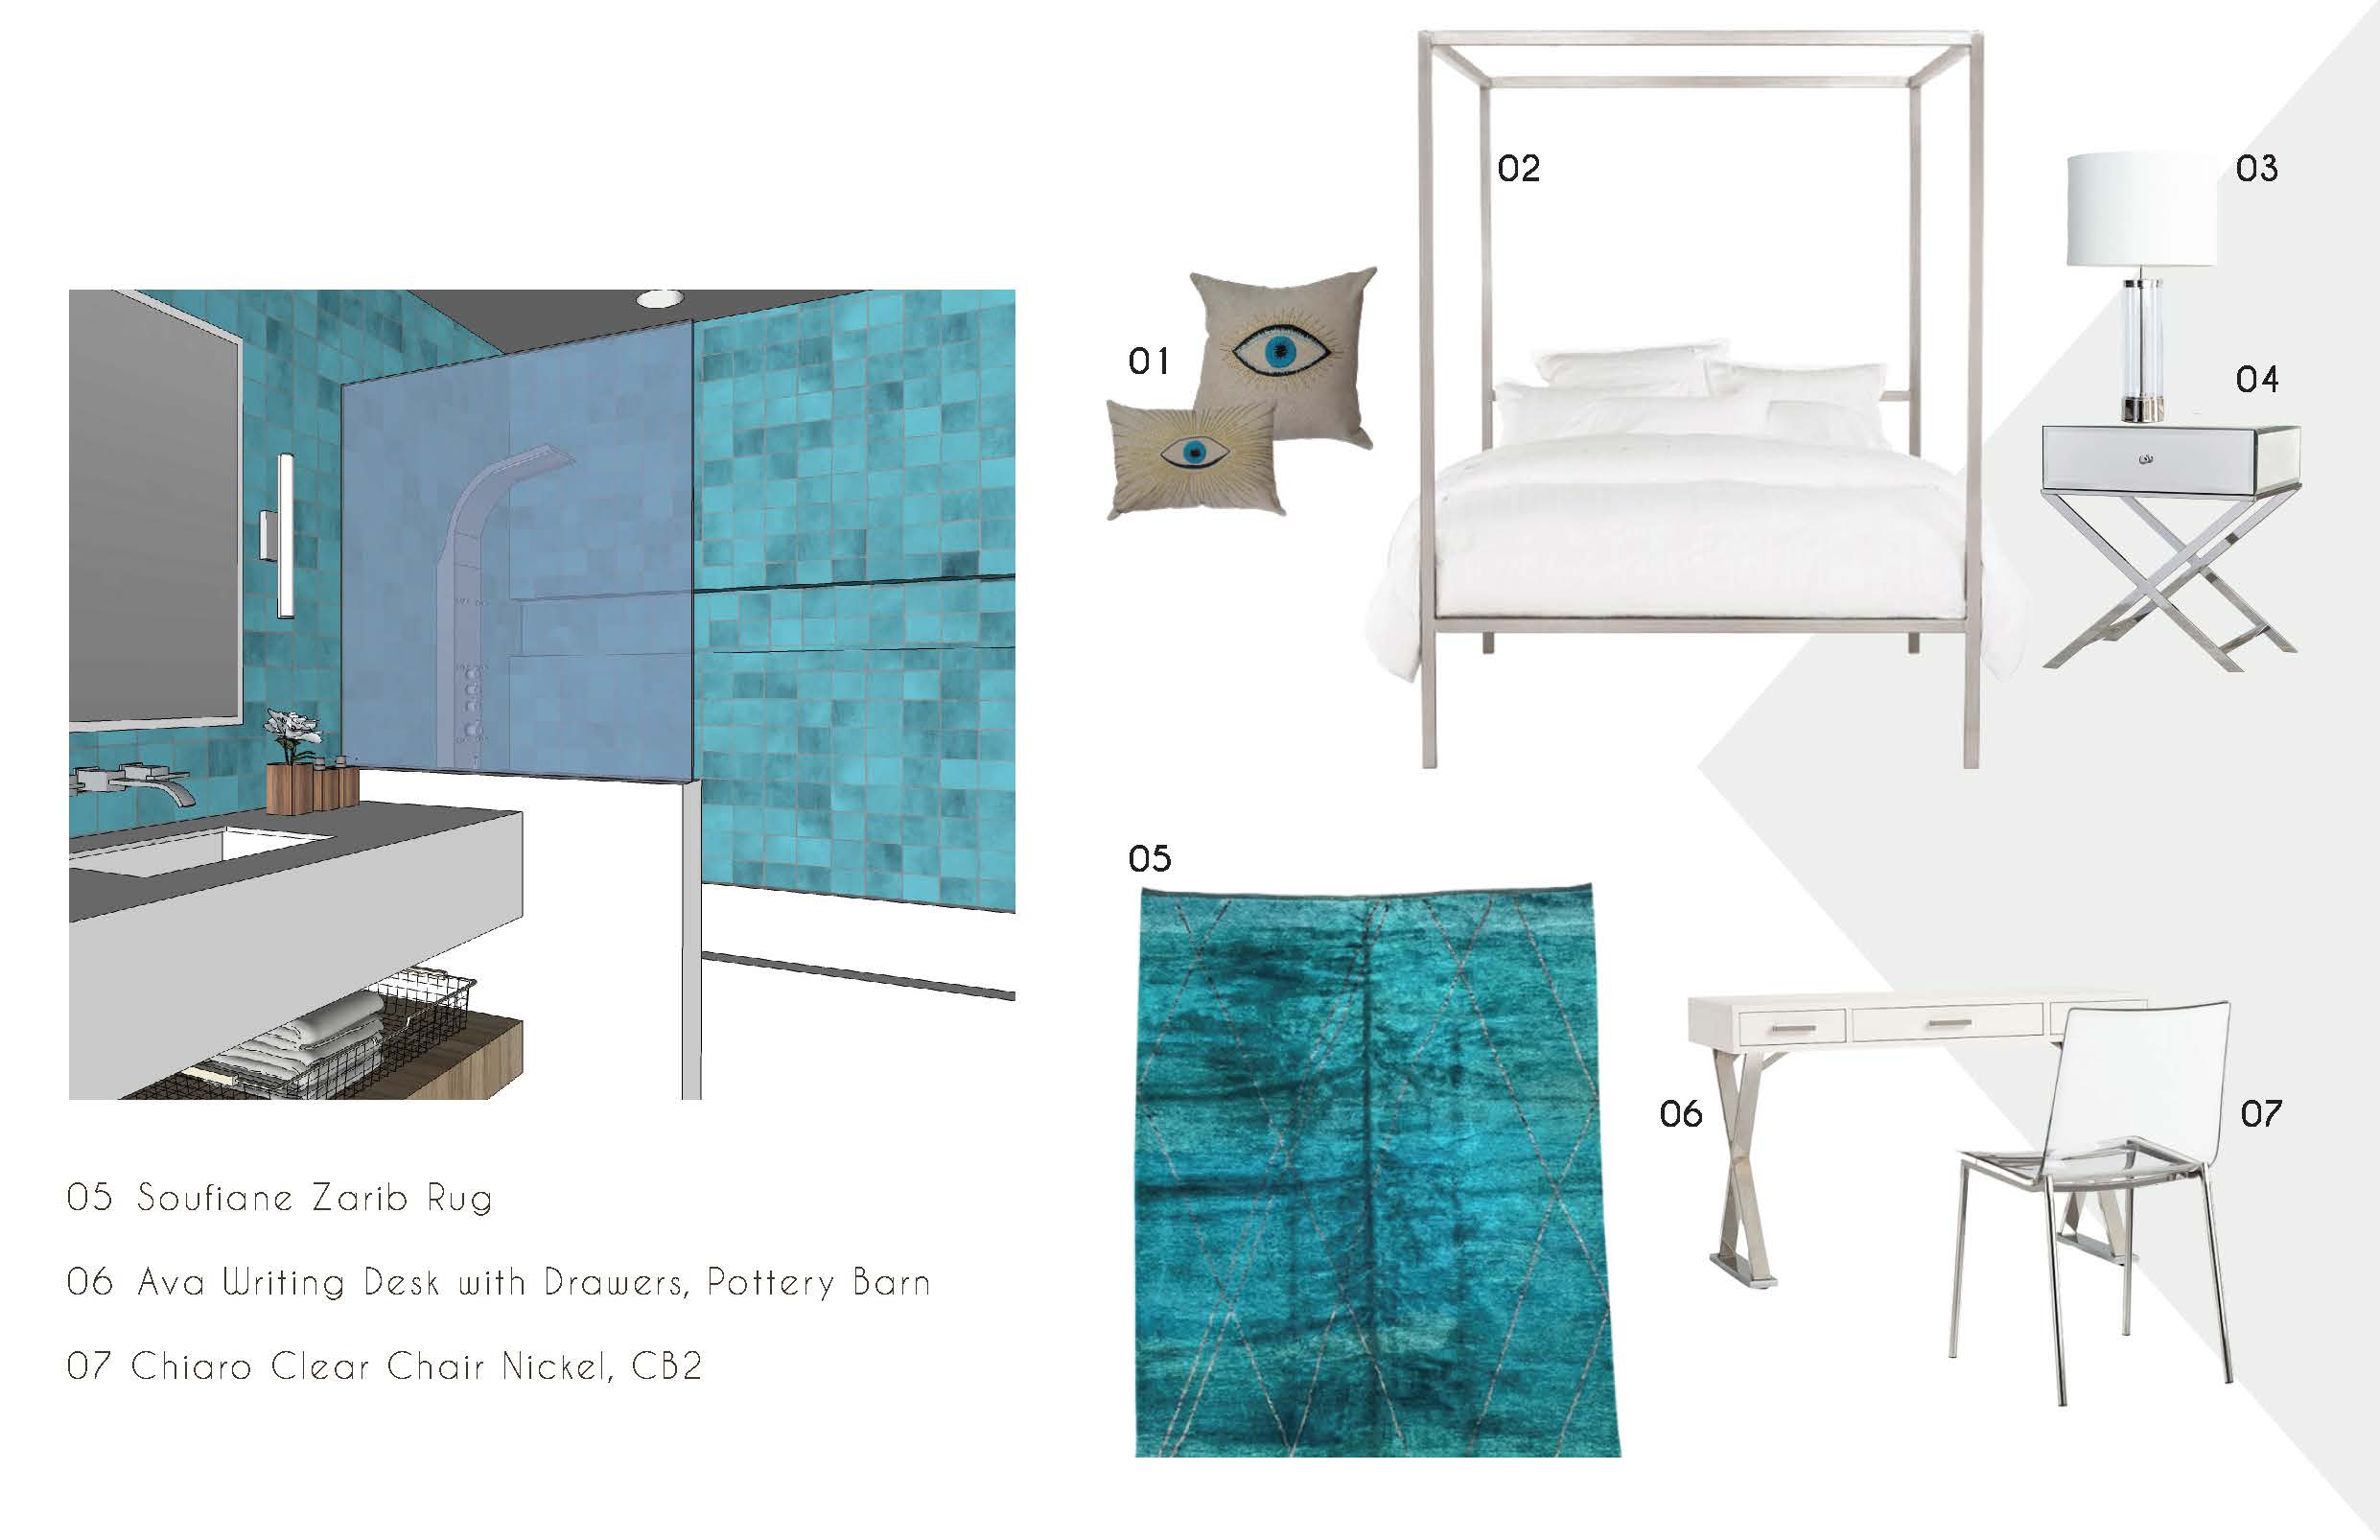 02
03
01
04
05
06
07
05 Soufiane Zarib Rug
06 Ava Writing Desk with Drawers, Pottery Barn
07 Chiaro Clear Chair Nickel, CB2